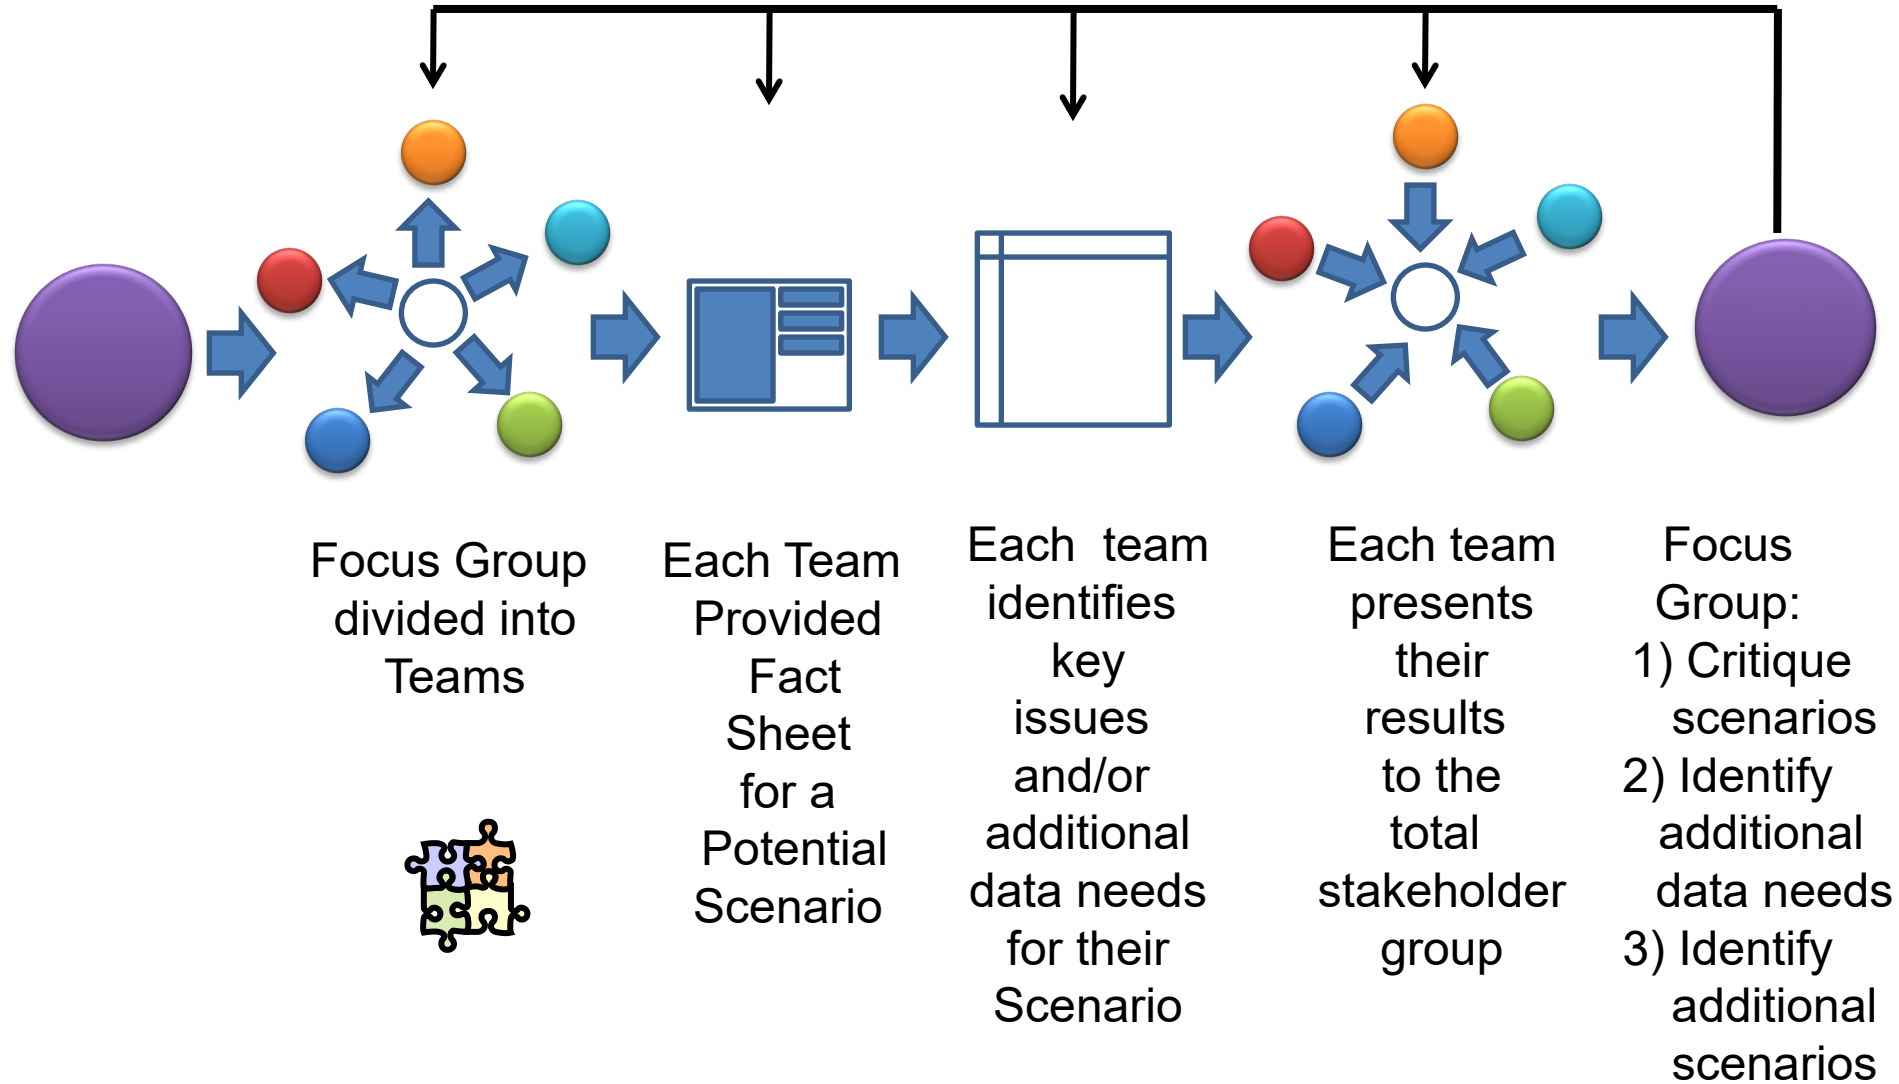 Focus Group
divided into
Teams
Each Team
Provided
Fact
Sheet
for a
Potential
Scenario
Each  team
identifies
key
issues
and/or
additional
data needs
for their
Scenario
Each team
presents
their
results
to the
total
stakeholder
group
Focus
Group:
1) Critique
scenarios
2) Identify
additional
data needs
3) Identify
additional
scenarios